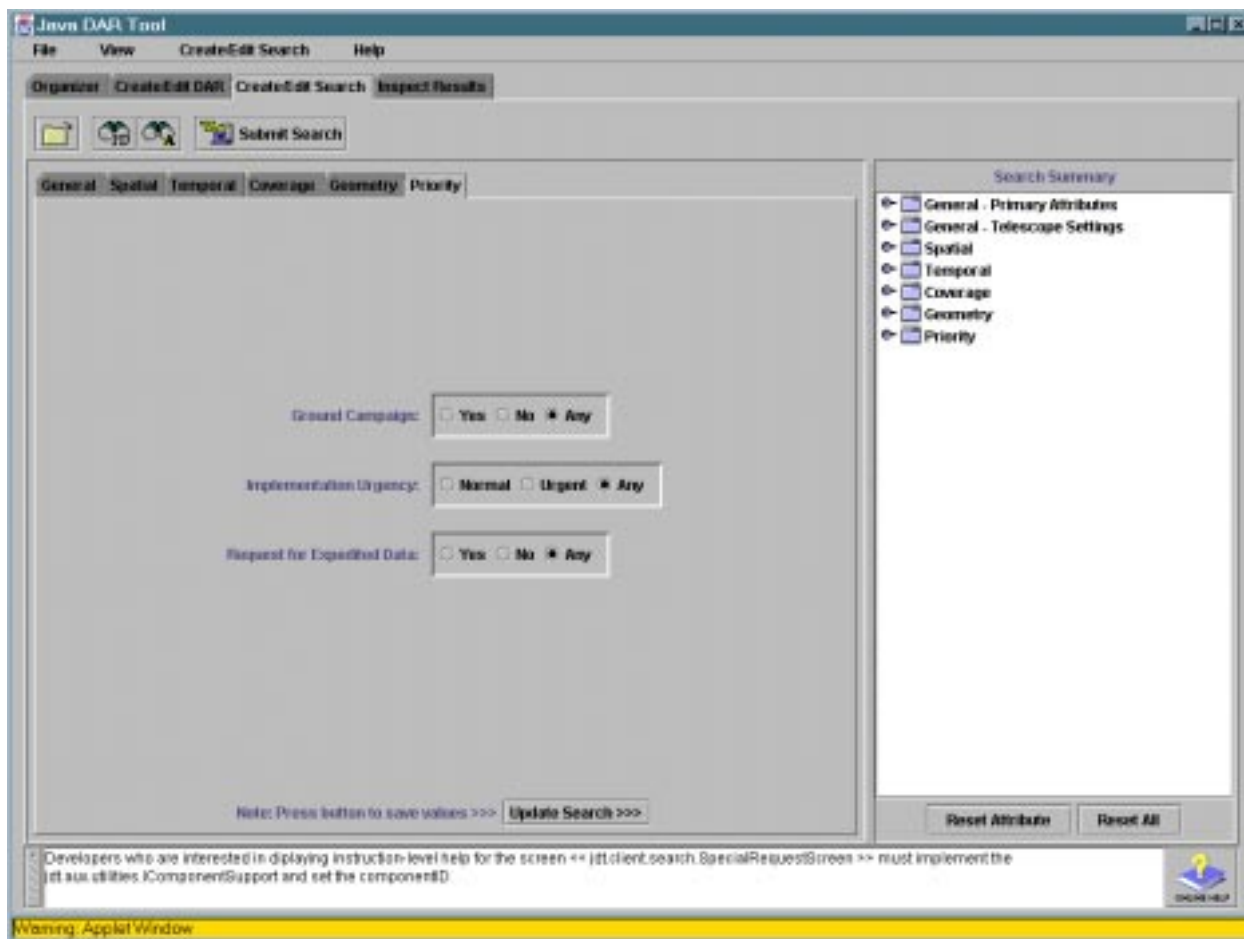 Java DAR Tool
File View Create/Edit Search Help
Organizer Create/Edit DAR Create/Edit Search Inspect Results
Submit Search
General Spatial Temporal Coverage Geometry Priority
Search Summary
General - Primary Attributes
General - Telescope Settings
Spatial
Temporal
Coverage
Geometry
Priority
Ground Campaign: Yes No Any
Implementation Urgency: Normal Urgent Any
Request for Expedited Data: Yes No Any
Note: Press button to save values >>> Update Search >>>
Reset Attribute Reset All
Developers who are interested in diplaying instruction-level help for the screen << jdt.client.search.SpecialRequestScreen >> must implement the
jdt.aux.utilities.IComponentSupport and set the componentID
ONLINE HELP
Warning: Applet Window